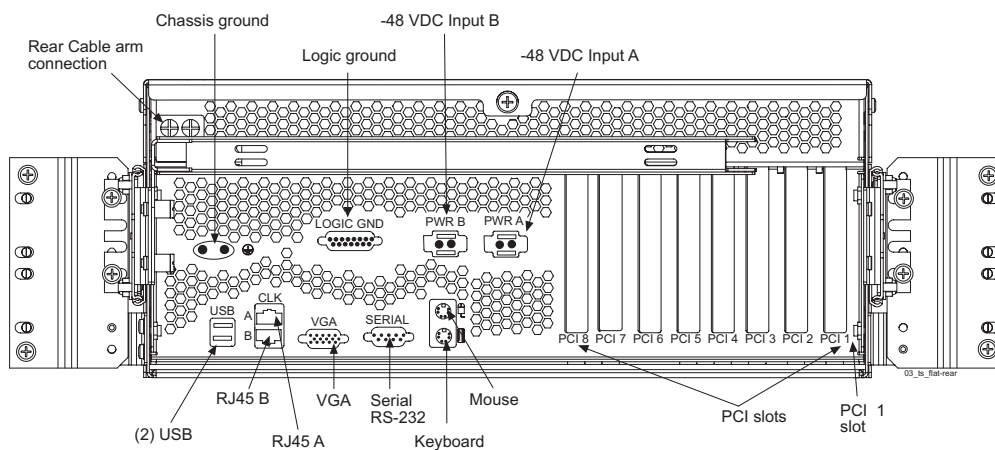 Chassis ground
-48 VDC Input B
Rear Cable arm
connection
Logic ground
-48 VDC Input A
LOGIC GND
PWR B
PWR A
CLK
USB
A
B
VGA
SERIAL
PCI 8
PCI 7
PCI 6
PCI 5
PCI 4
PCI 3
PCI 2
PCI 1
03_ts_flat-rear
RJ45 B
VGA
Serial
RS-232
Mouse
PCI slots
PCI 1
slot
(2) USB
RJ45 A
Keyboard